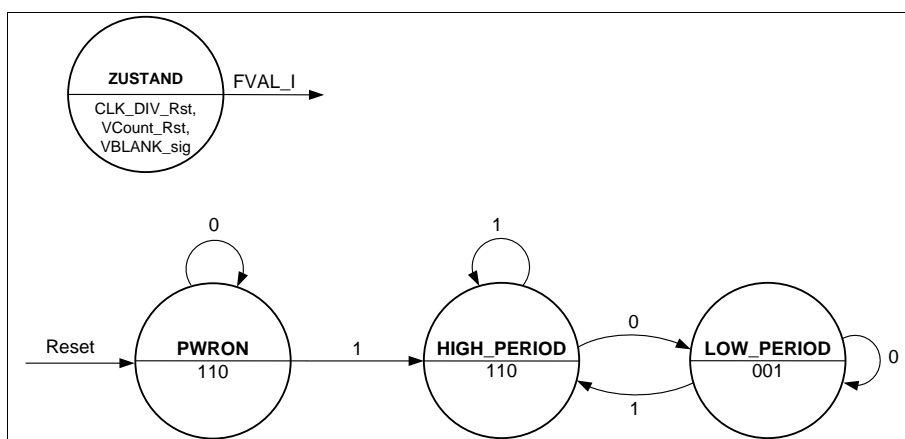 ZUSTAND
FVAL_I
CLK_DIV_Rst,
VCount_Rst,
VBLANK_sig
0
1
Reset
PWRON
110
1
HIGH_PERIOD
110
0
1
LOW_PERIOD
001
0